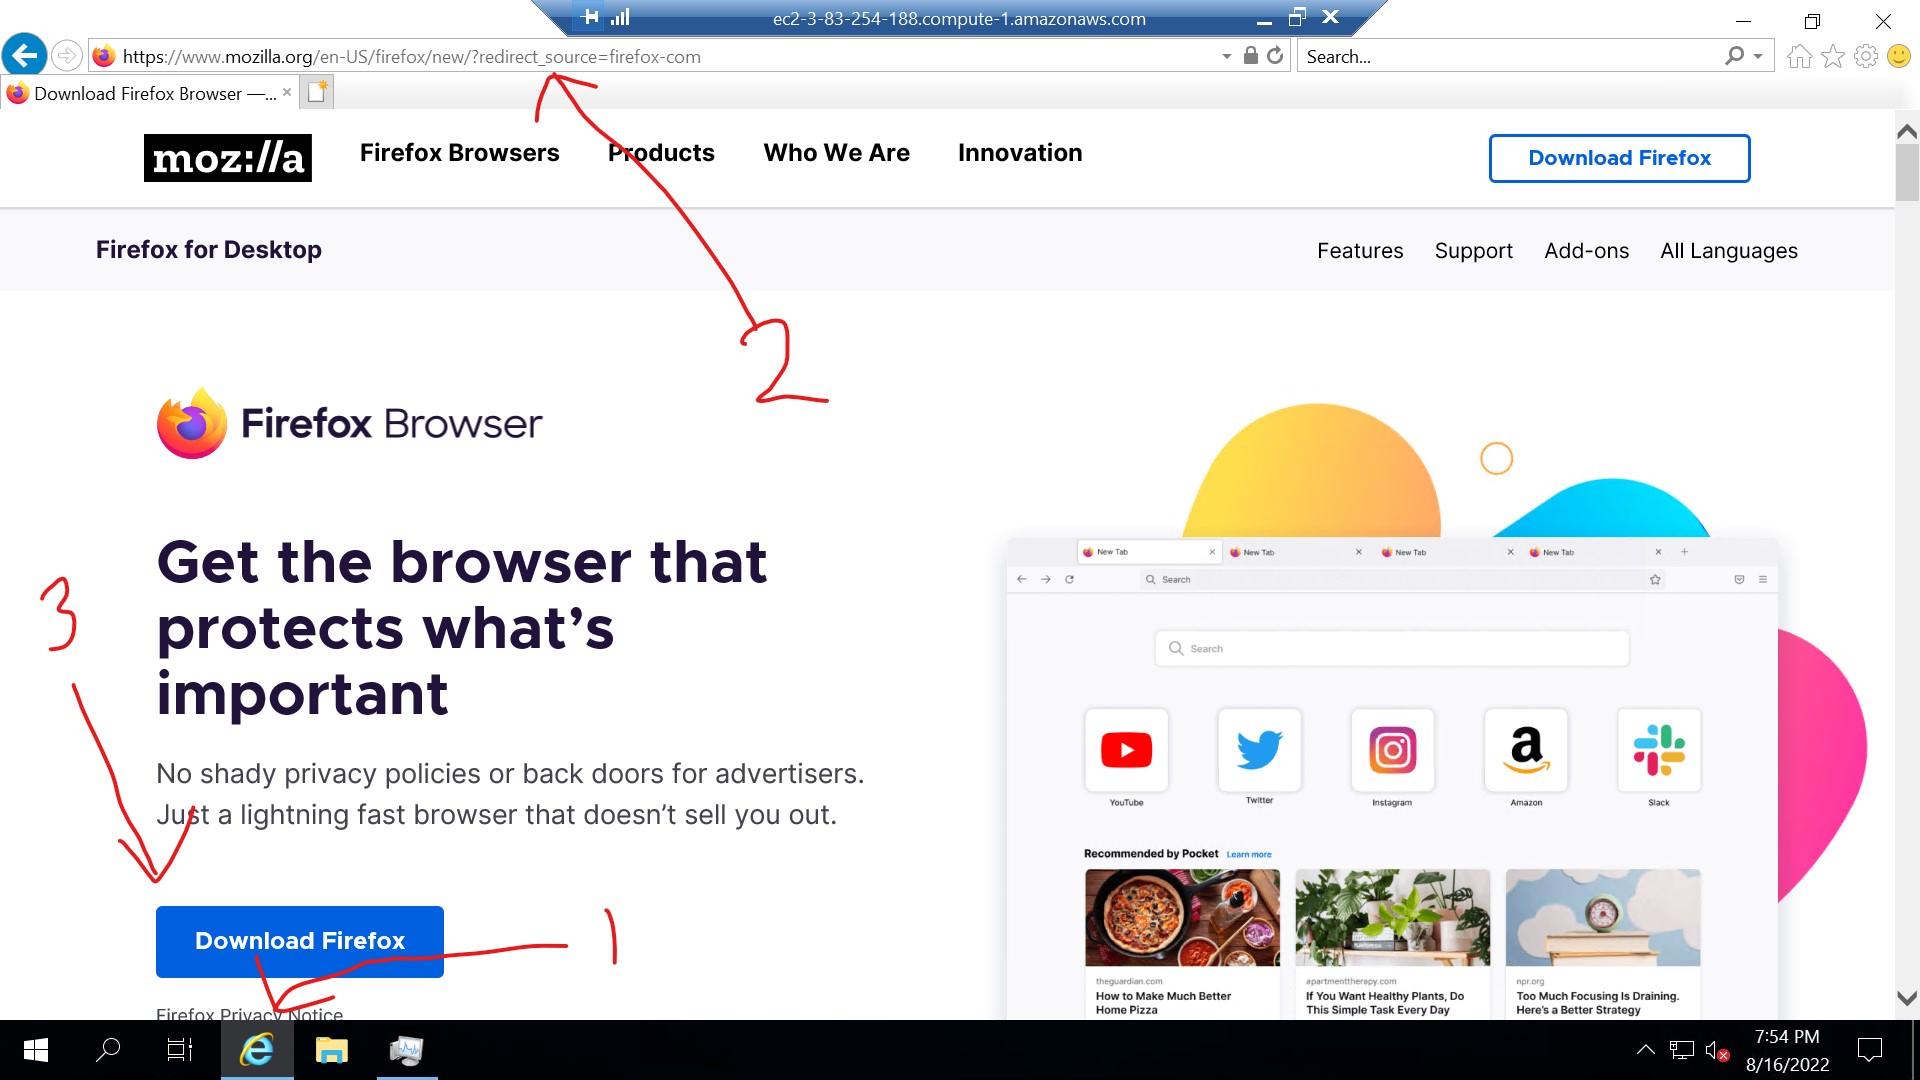 ec2-3-83-254-188.compute-1.amazonaws.com
https://www.mozilla.org/en-US/firefox/new/?redirect_source=firefox-com
Search...
Download Firefox Browser —...
moz://a
Firefox Browsers
Products
Who We Are
Innovation
Download Firefox
Firefox for Desktop
Features
Support
Add-ons
All Languages
2
Firefox Browser
Get the browser that
protects what's
important
3
No shady privacy policies or back doors for advertisers.
Just a lightning fast browser that doesn't sell you out.
Download Firefox
1
Firefox Privacy Notice
New Tab
New Tab
New Tab
New Tab
Search
Search
YouTube
Twitter
Instagram
Amazon
Slack
Recommended by Pocket Learn more
theguardian.com
How to Make Much Better
Home Pizza
apartmenttherapy.com
If You Want Healthy Plants, Do
This Simple Task Every Day
npr.org
Too Much Focusing Is Draining.
Here's a Better Strategy
7:54 PM
8/16/2022